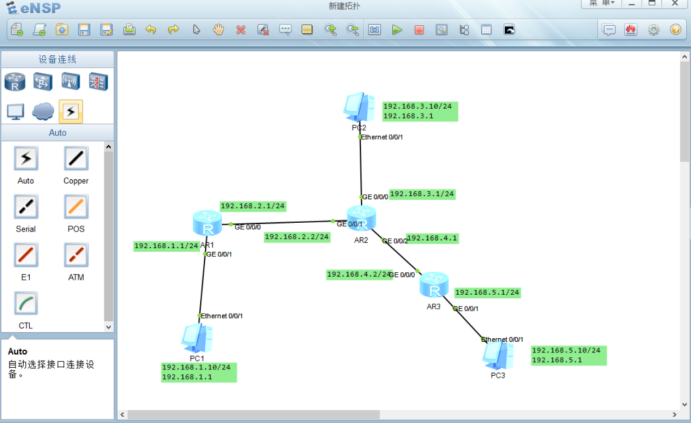 eNSP
新建拓扑
菜 单
设备连线
Auto
Auto
Copper
Serial
POS
E1
ATM
CTL
Auto
自动选择接口连接设
备。
192.168.3.10/24
192.168.3.1
PC2
Ethernet 0/0/1
GE 0/0/0
192.168.3.1/24
192.168.2.1/24
GE 0/0/0
GE 0/0/1
R
R
AR1
AR2
192.168.2.2/24
GE 0/0/2
192.168.4.1
192.168.1.1/24
GE 0/0/1
192.168.4.2/24
GE 0/0/0
R
AR3
192.168.5.1/24
GE 0/0/1
Ethernet 0/0/1
PC1
192.168.1.10/24
192.168.1.1
Ethernet 0/0/1
PC3
192.168.5.10/24
192.168.5.1